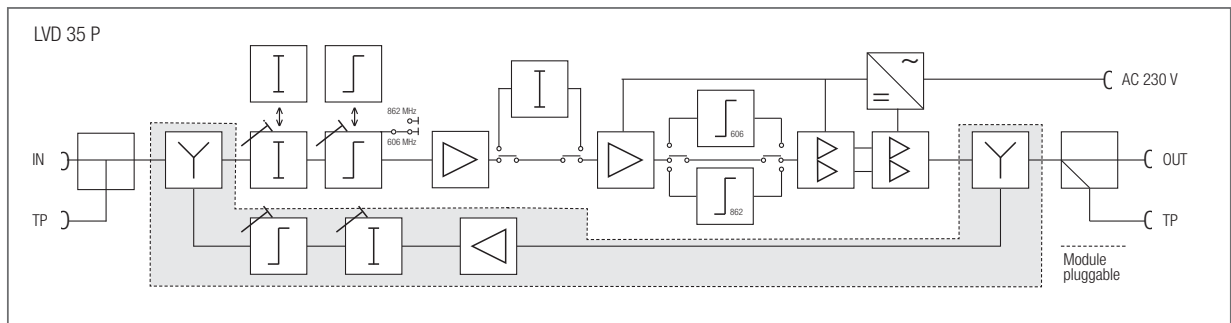 LVD 35 P
AC 230 V
862 MHz
606 MHz
606
IN
OUT
862
TP
TP
Module
pluggable